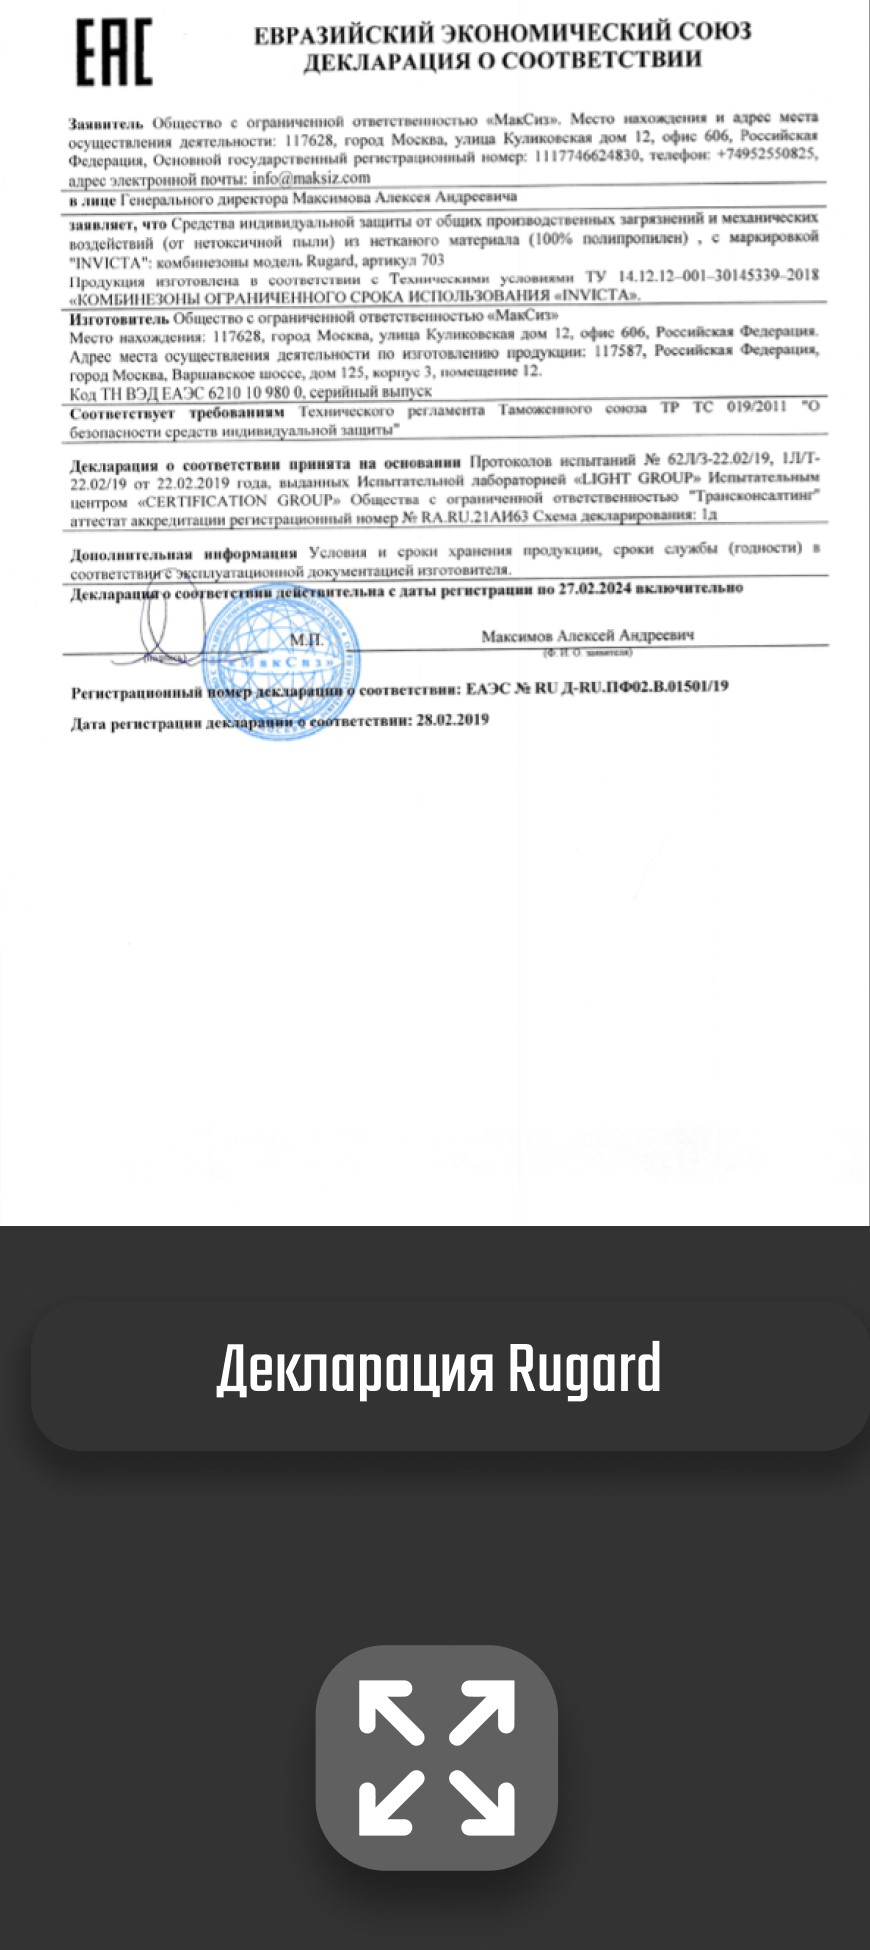 ЕАС
ЕВРАЗИЙСКИЙ ЭКОНОМИЧЕСКИЙ СОЮЗ
ДЕКЛАРАЦИЯ О СООТВЕТСТВИИ
Заявитель Общество с ограниченной ответственностью «МакСиз». Место нахождения и адрес места
осуществления деятельности: 117628, город Москва, улица Куликовская дом 12, офис 606, Российская
Федерация, Основной государственный регистрационный номер: 1117746624830, телефон: +74952550825,
адрес электронной почты: info@maksiz.com
в лице Генерального директора Максимова Алексея Андреевича
заявляет, что Средства индивидуальной защиты от общих производственных загрязнений и механических
воздействий (от нетоксичной пыли) из нетканого материала (100% полипропилен) , с маркировкой
"INVICTA": комбинезоны модель Rugard, артикул 703
Продукция изготовлена в соответствии с Техническими условиями ТУ 14.12.12–001–30145339–2018
«КОМБИНЕЗОНЫ ОГРАНИЧЕННОГО СРОКА ИСПОЛЬЗОВАНИЯ «INVICTA».
Изготовитель Общество с ограниченной ответственностью «МакСиз»
Место нахождения: 117628, город Москва, улица Куликовская дом 12, офис 606, Российская Федерация.
Адрес места осуществления деятельности по изготовлению продукции: 117587, Российская Федерация,
город Москва, Варшавское шоссе, дом 125, корпус 3, помещение 12.
Код ТН ВЭД ЕАЭС 6210 10 980 0, серийный выпуск
Соответствует требованиям Технического регламента Таможенного союза ТР ТС 019/2011 "О
безопасности средств индивидуальной защиты"
Декларация о соответствии принята на основании Протоколов испытаний № 62Л/З-22.02/19, 1Л/Т-
22.02/19 от 22.02.2019 года, выданных Испытательной лабораторией «LIGHT GROUP» Испытательным
центром «CERTIFICATION GROUP» Общества с ограниченной ответственностью "Трансконсалтинг"
аттестат аккредитации регистрационный номер № RA.RU.21АИ63 Схема декларирования: 1д
Дополнительная информация Условия и сроки хранения продукции, сроки службы (годности) в
соответствии с эксплуатационной документацией изготовителя.
Декларация о соответствии действительна с даты регистрации по 27.02.2024 включительно
М.П.
Максимов Алексей Андреевич
(подпись)
(Ф. И. О. заявителя)
«МакСиз»
Регистрационный номер декларации о соответствии: ЕАЭС № RU Д-RU.ПФ02.В.01501/19
Дата регистрации декларации о соответствии: 28.02.2019
Декларация Rugard